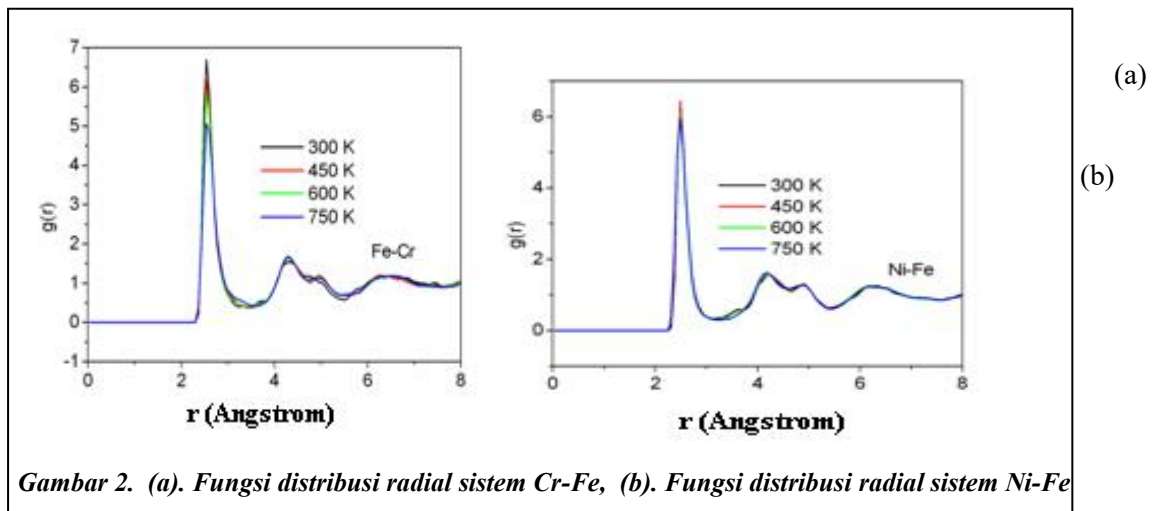 7
6
5
4
3
2
1
0
-1
g(r)
300 K
450 K
600 K
750 K
Fe-Cr
0 2 4 6 8
r (Angstrom)
6
4
2
0
g(r)
300 K
450 K
600 K
750 K
Ni-Fe
0 2 4 6 8
r (Angstrom)
(a)
(b)
Gambar 2. (a). Fungsi distribusi radial sistem Cr-Fe, (b). Fungsi distribusi radial sistem Ni-Fe